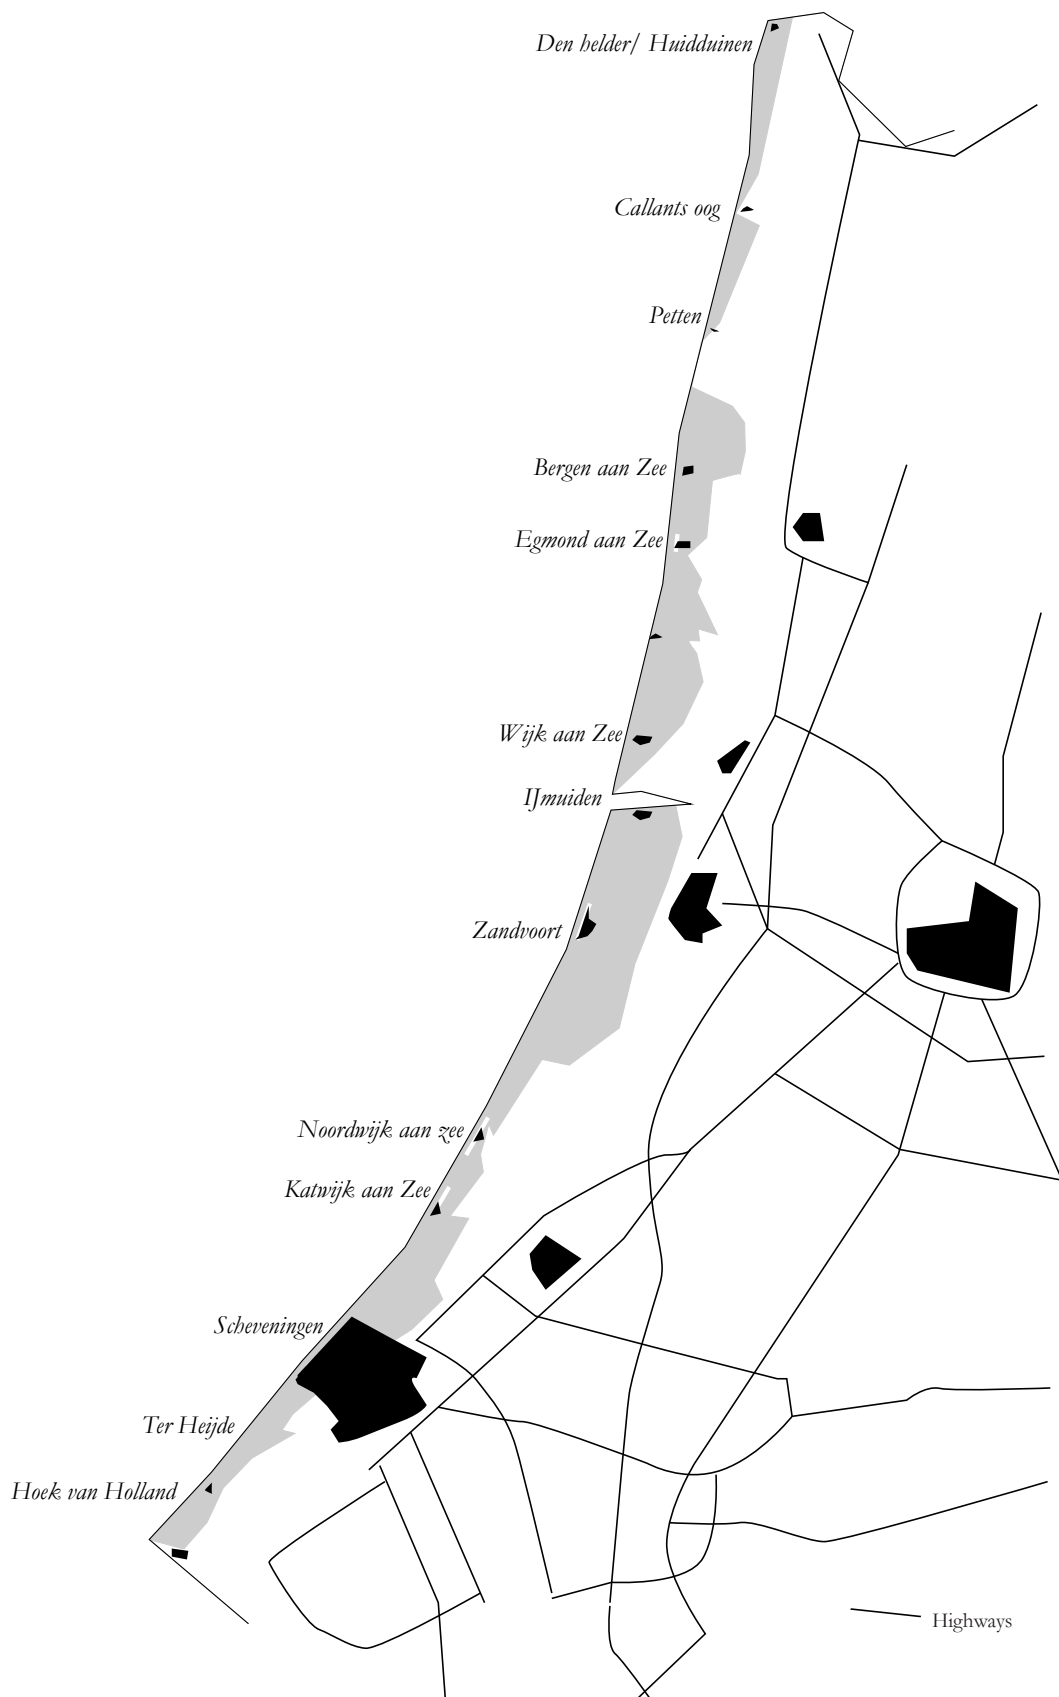 Den helder/ Huidduinen
Callants oog
Petten
Bergen aan Zee
Egmond aan Zee
Wijk aan Zee
IJmuiden
Zandvoort
Noordwijk aan zee
Katwijk aan Zee
Scheveningen
Ter Heijde
Hoek van Holland
Highways